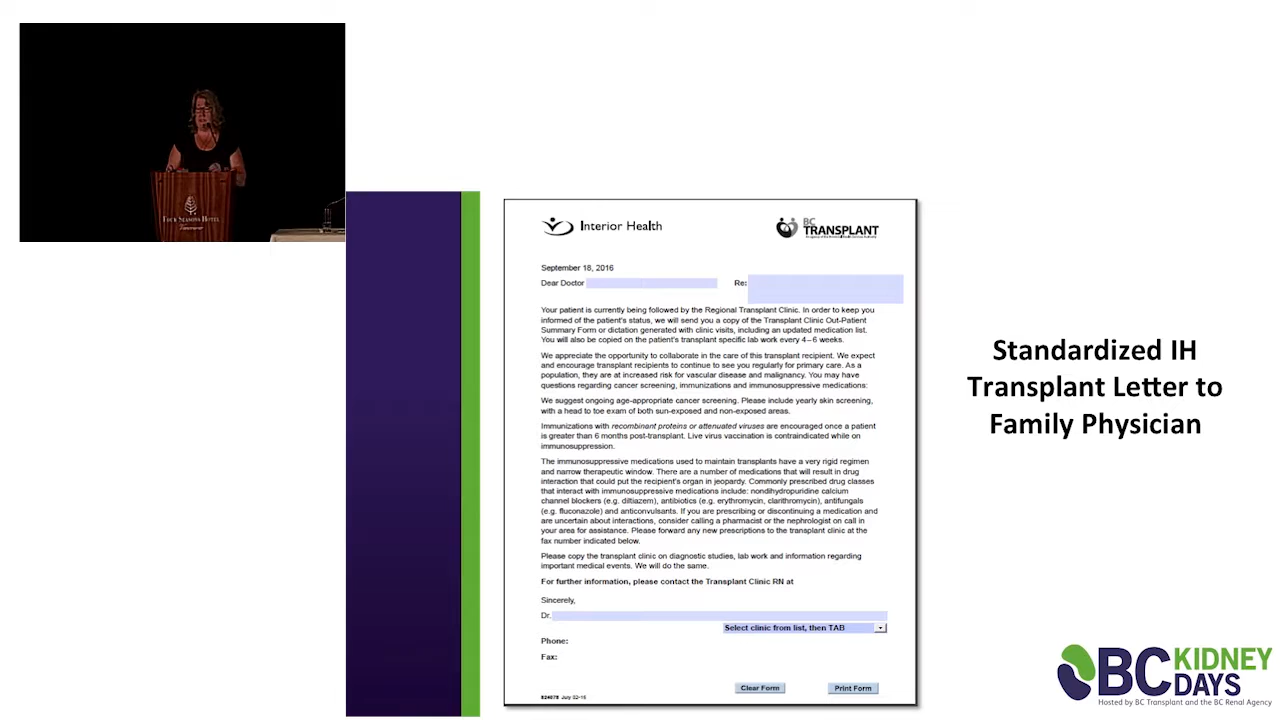 FOUR SEASONS HOTEL
Vancouver
Interior Health
BC
TRANSPLANT
September 18, 2016
Dear Doctor
Re:
Your patient is currently being followed by the Regional Transplant Clinic. In order to keep you
informed of the patient's status, we will send you a copy of the Transplant Clinic Out-Patient
Summary Form or dictation generated with clinic visits, including an updated medication list.
You will also be copied on the patient's transplant specific lab work every 4–6 weeks.
We appreciate the opportunity to collaborate in the care of this transplant recipient. We expect
and encourage transplant recipients to continue to see you regularly for primary care. As a
population, they are at increased risk for vascular disease and malignancy. You may have
questions regarding cancer screening, immunizations and immunosuppressive medications:
We suggest ongoing age-appropriate cancer screening. Please include yearly skin screening,
with a head to toe exam of both sun-exposed and non-exposed areas.
Immunizations with recombinant proteins or attenuated viruses are encouraged once a patient
is greater than 6 months post-transplant. Live virus vaccination is contraindicated while on
immunosuppression.
The immunosuppressive medications used to maintain transplants have a very rigid regimen
and narrow therapeutic window. There are a number of medications that will result in drug
interaction that could put the recipient's organ in jeopardy. Commonly prescribed drug classes
that interact with immunosuppressive medications include: nondihydropuridine calcium
channel blockers (e.g. diltiazem), antibiotics (e.g. erythromycin, clarithromycin), antifungals
(e.g. fluconazole) and anticonvulsants. If you are prescribing or discontinuing a medication and
are uncertain about interactions, consider calling a pharmacist or the nephrologist on call in
your area for assistance. Please forward any new prescriptions to the transplant clinic at the
fax number indicated below.
Please copy the transplant clinic on diagnostic studies, lab work and information regarding
important medical events. We will do the same.
For further information, please contact the Transplant Clinic RN at
Sincerely,
Dr.
Select clinic from list, then TAB
Phone:
Fax:
Clear Form
Print Form
824078 July 02-15
Standardized IH
Transplant Letter to
Family Physician
BC KIDNEY
DAYS
Hosted by BC Transplant and the BC Renal Agency